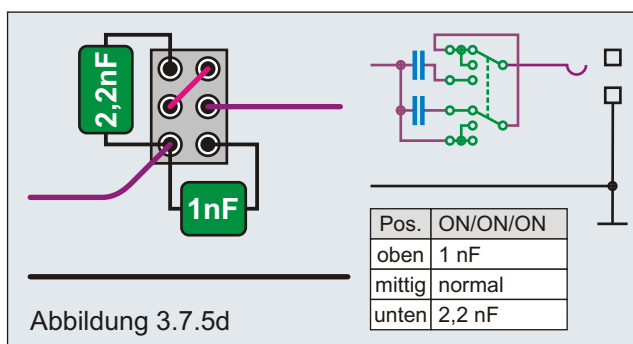 2,2nF
1nF
Pos. ON/ON/ON
oben 1 nF
mittig normal
unten 2,2 nF
Abbildung 3.7.5d